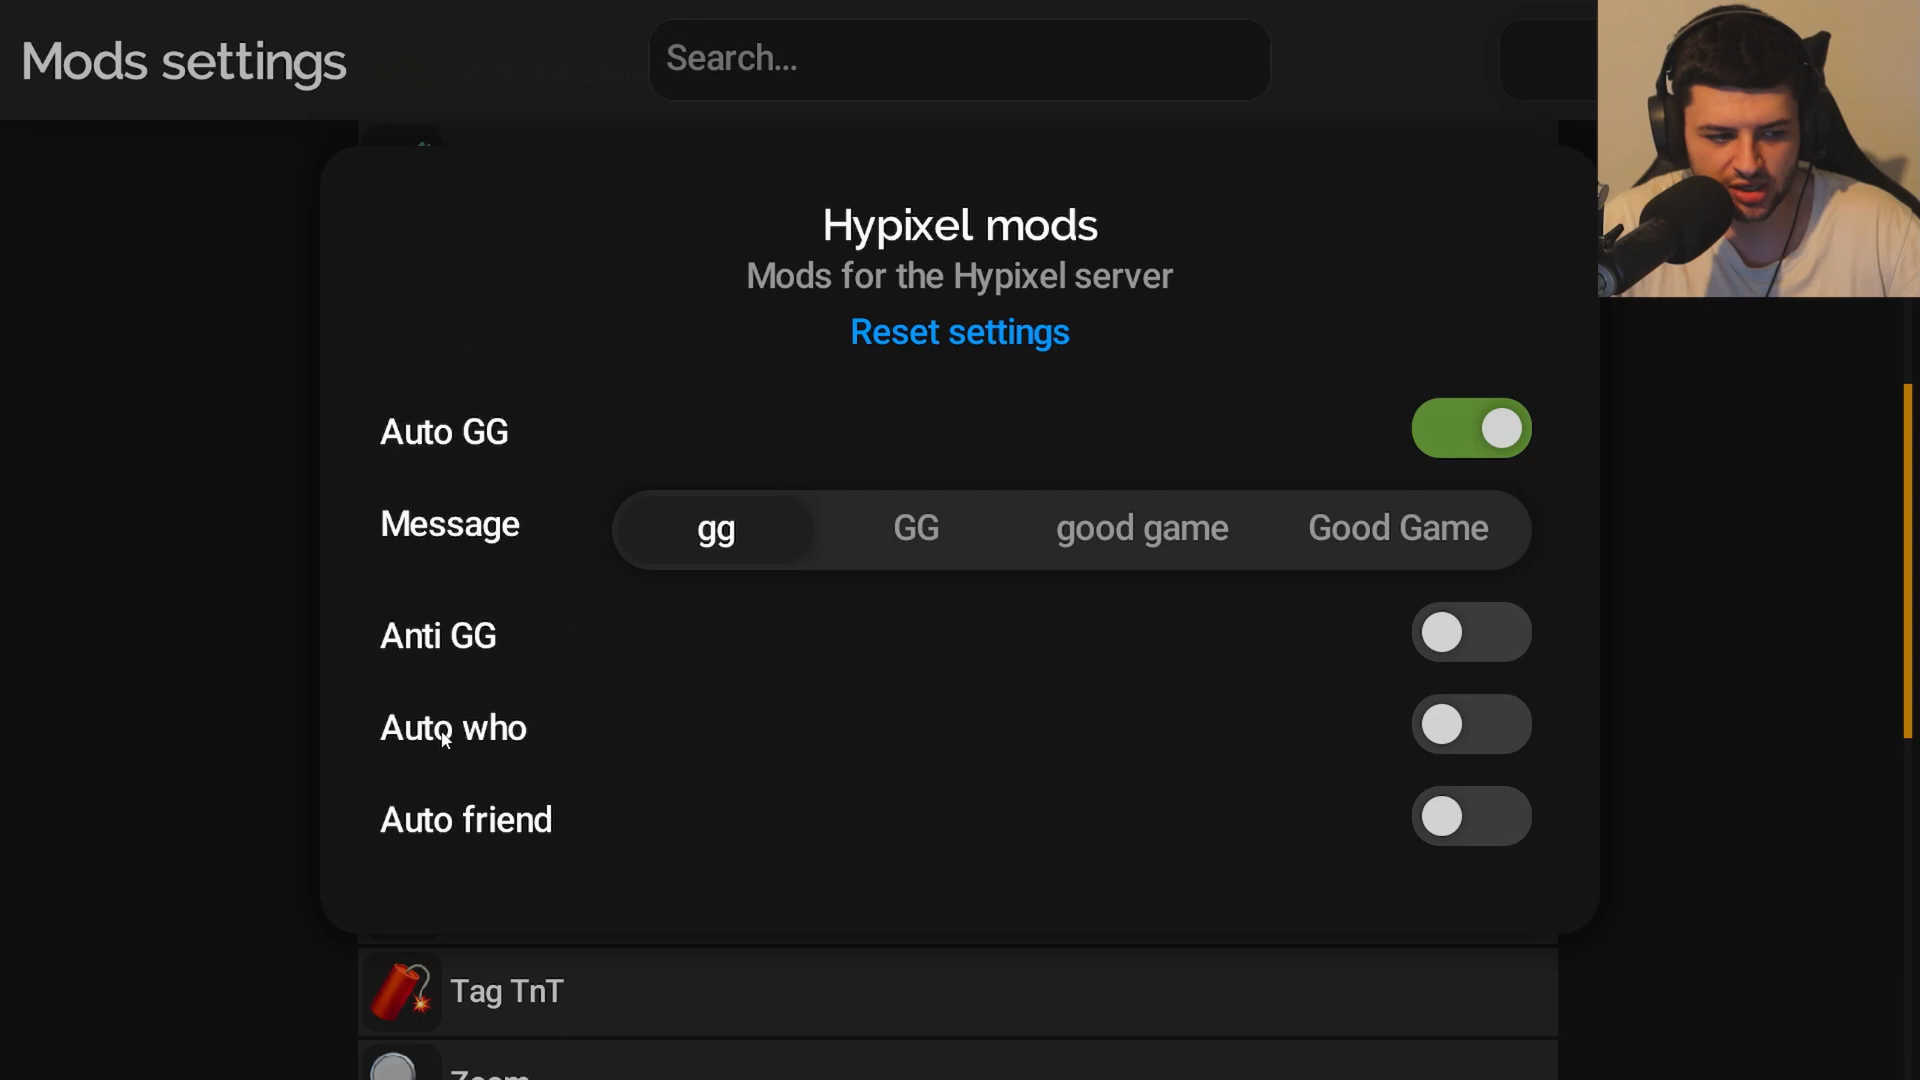 Mods settings
Search...
Hypixel mods
Mods for the Hypixel server
Reset settings
Auto GG
Message
gg
GG
good game
Good Game
Anti GG
Auto who
Auto friend
Tag TnT
Zoom